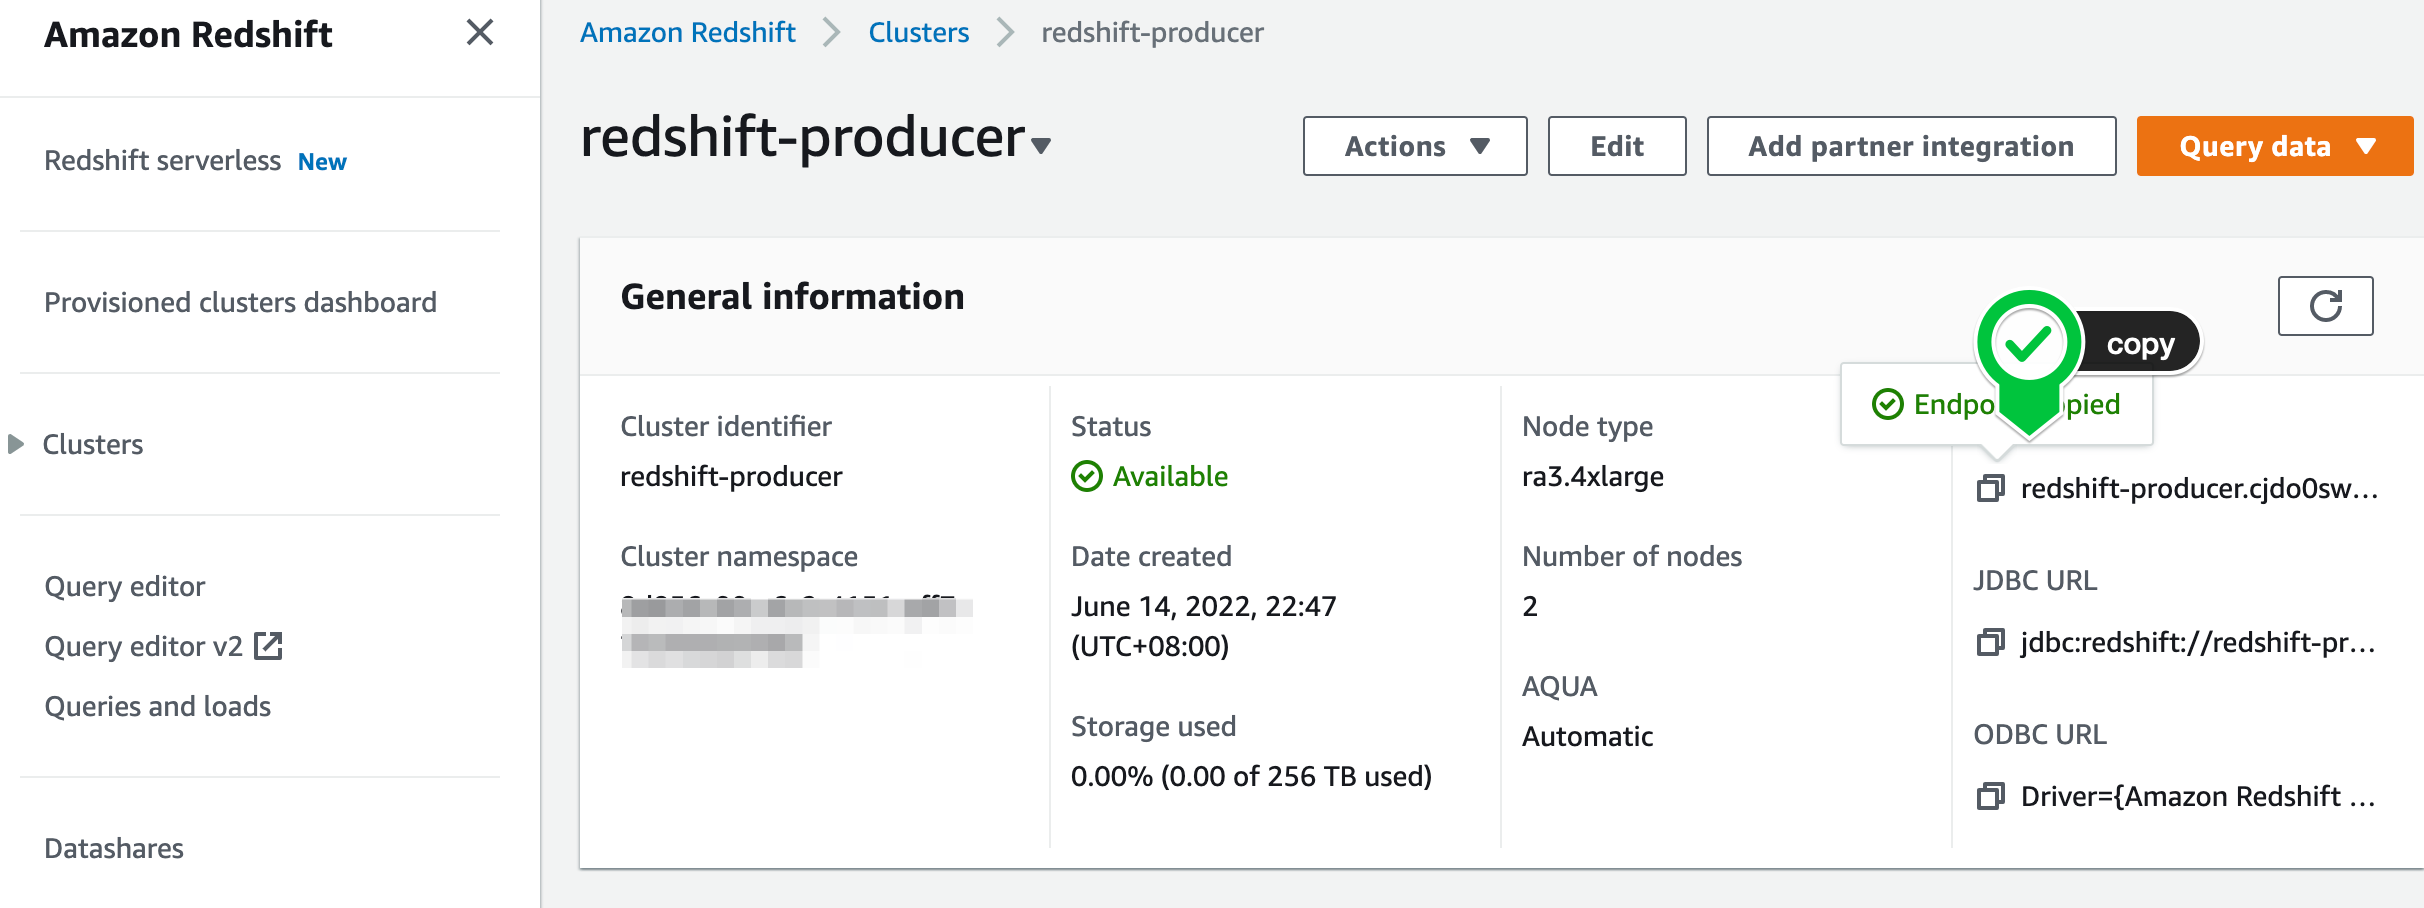 Amazon Redshift
Redshift serverless New
Provisioned clusters dashboard
Clusters
Query editor
Query editor v2
Queries and loads
Datashares
Amazon Redshift
Clusters
redshift-producer
redshift-producer
Actions
Edit
Add partner integration
Query data
General information
Cluster identifier
redshift-producer
Cluster namespace
Status
Available
Date created
June 14, 2022, 22:47
(UTC+08:00)
Storage used
0.00% (0.00 of 256 TB used)
Node type
ra3.4xlarge
Number of nodes
2
AQUA
Automatic
copy
redshift-producer.cjdo0sw...
JDBC URL
jdbc:redshift://redshift-pr...
ODBC URL
Driver={Amazon Redshift ...